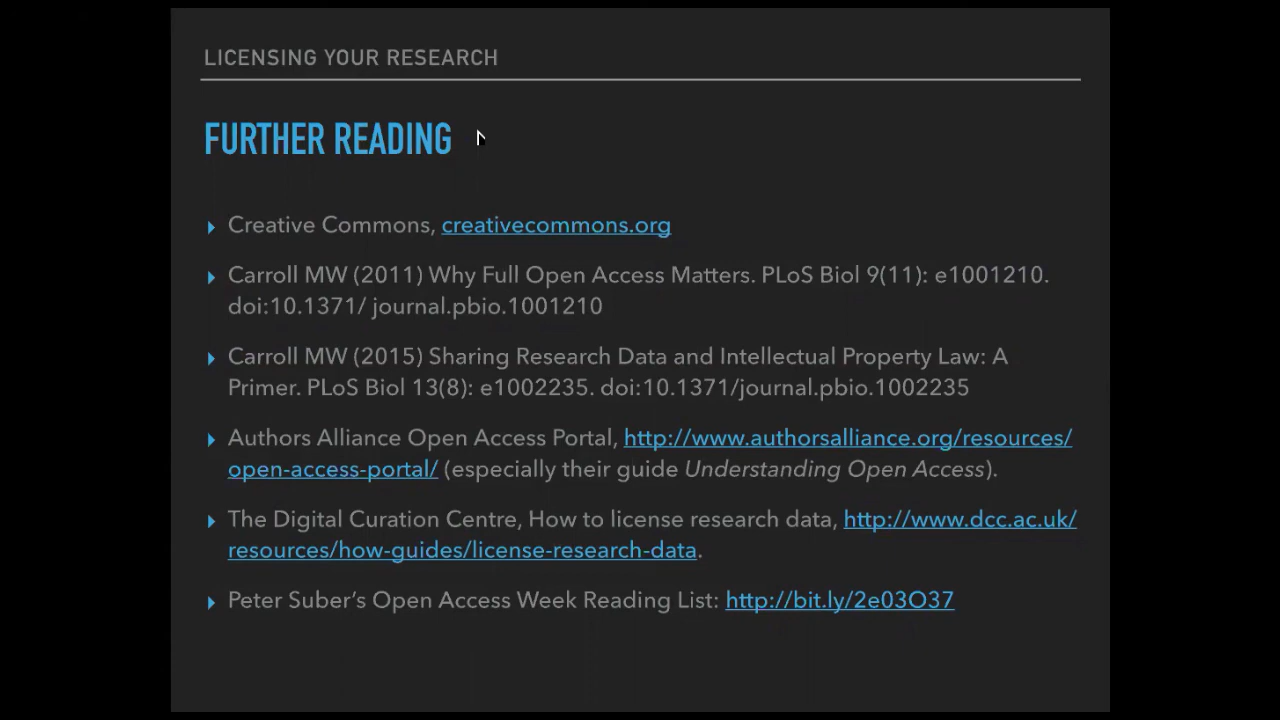 LICENSING YOUR RESEARCH
FURTHER READING
Creative Commons, creativecommons.org
Carroll MW (2011) Why Full Open Access Matters. PLoS Biol 9(11): e1001210.
doi:10.1371/ journal.pbio.1001210
Carroll MW (2015) Sharing Research Data and Intellectual Property Law: A
Primer. PLoS Biol 13(8): e1002235. doi:10.1371/journal.pbio.1002235
Authors Alliance Open Access Portal, http://www.authorsalliance.org/resources/
open-access-portal/ (especially their guide Understanding Open Access).
The Digital Curation Centre, How to license research data, http://www.dcc.ac.uk/
resources/how-guides/license-research-data.
Peter Suber’s Open Access Week Reading List: http://bit.ly/2e03O37